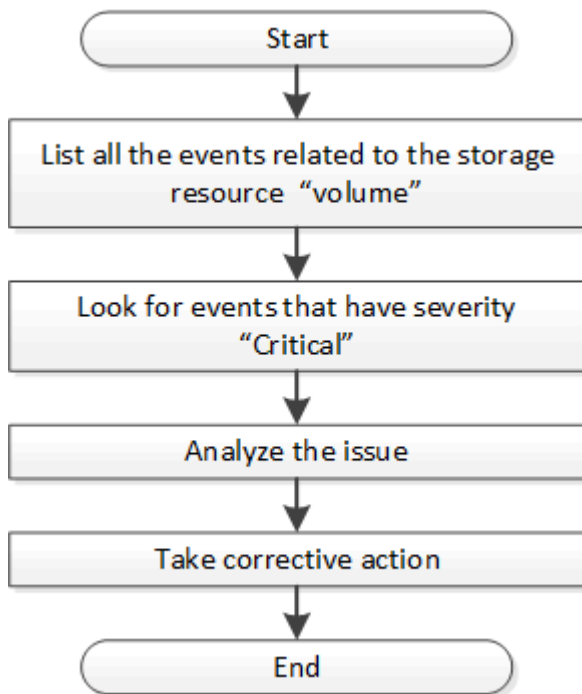 Start
List all the events related to the storage
resource “volume”
Look for events that have severity
“Critical”
Analyze the issue
Take corrective action
End